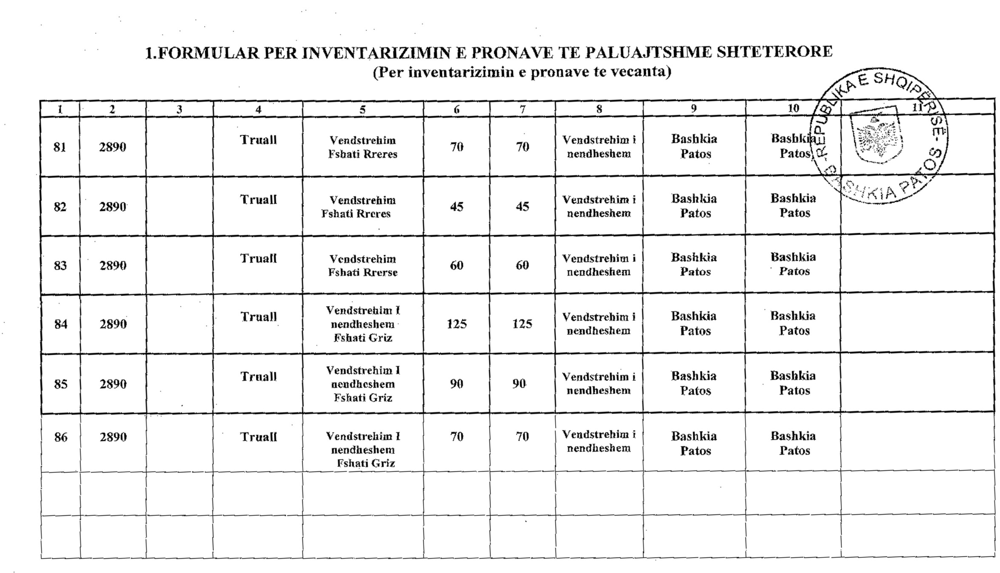 1.FORMULAR PER INVENTARIZIMIN E PRONAVE TE PALUAJTSHME SHTETERORE
(Per inventarizimin e pronave te vecanta)
REPUBLIKA E SHQIPËRISË
BASHKIA PATOS
1 2 3 4 5 6 7 8 9 10 11
81 2890 Truall Vendstrehim 70 70 Vendstrehim i Bashkia Bashkia
Fshati Rreres nendheshem Patos Patos
82 2890 Truall Vendstrehim 45 45 Vendstrehim i Bashkia Bashkia
Fshati Rreres nendheshem Patos Patos
83 2890 Truall Vendstrehim 60 60 Vendstrehim i Bashkia Bashkia
Fshati Rrerse nendheshem Patos Patos
84 2890 Truall Vendstrehim I 125 125 Vendstrehim i Bashkia Bashkia
nendheshem nendheshem Patos Patos
Fshati Griz
85 2890 Truall Vendstrehim I 90 90 Vendstrehim i Bashkia Bashkia
nendheshem nendheshem Patos Patos
Fshati Griz
86 2890 Truall Vendstrehim I 70 70 Vendstrehim i Bashkia Bashkia
nendheshem nendheshem Patos Patos
Fshati Griz